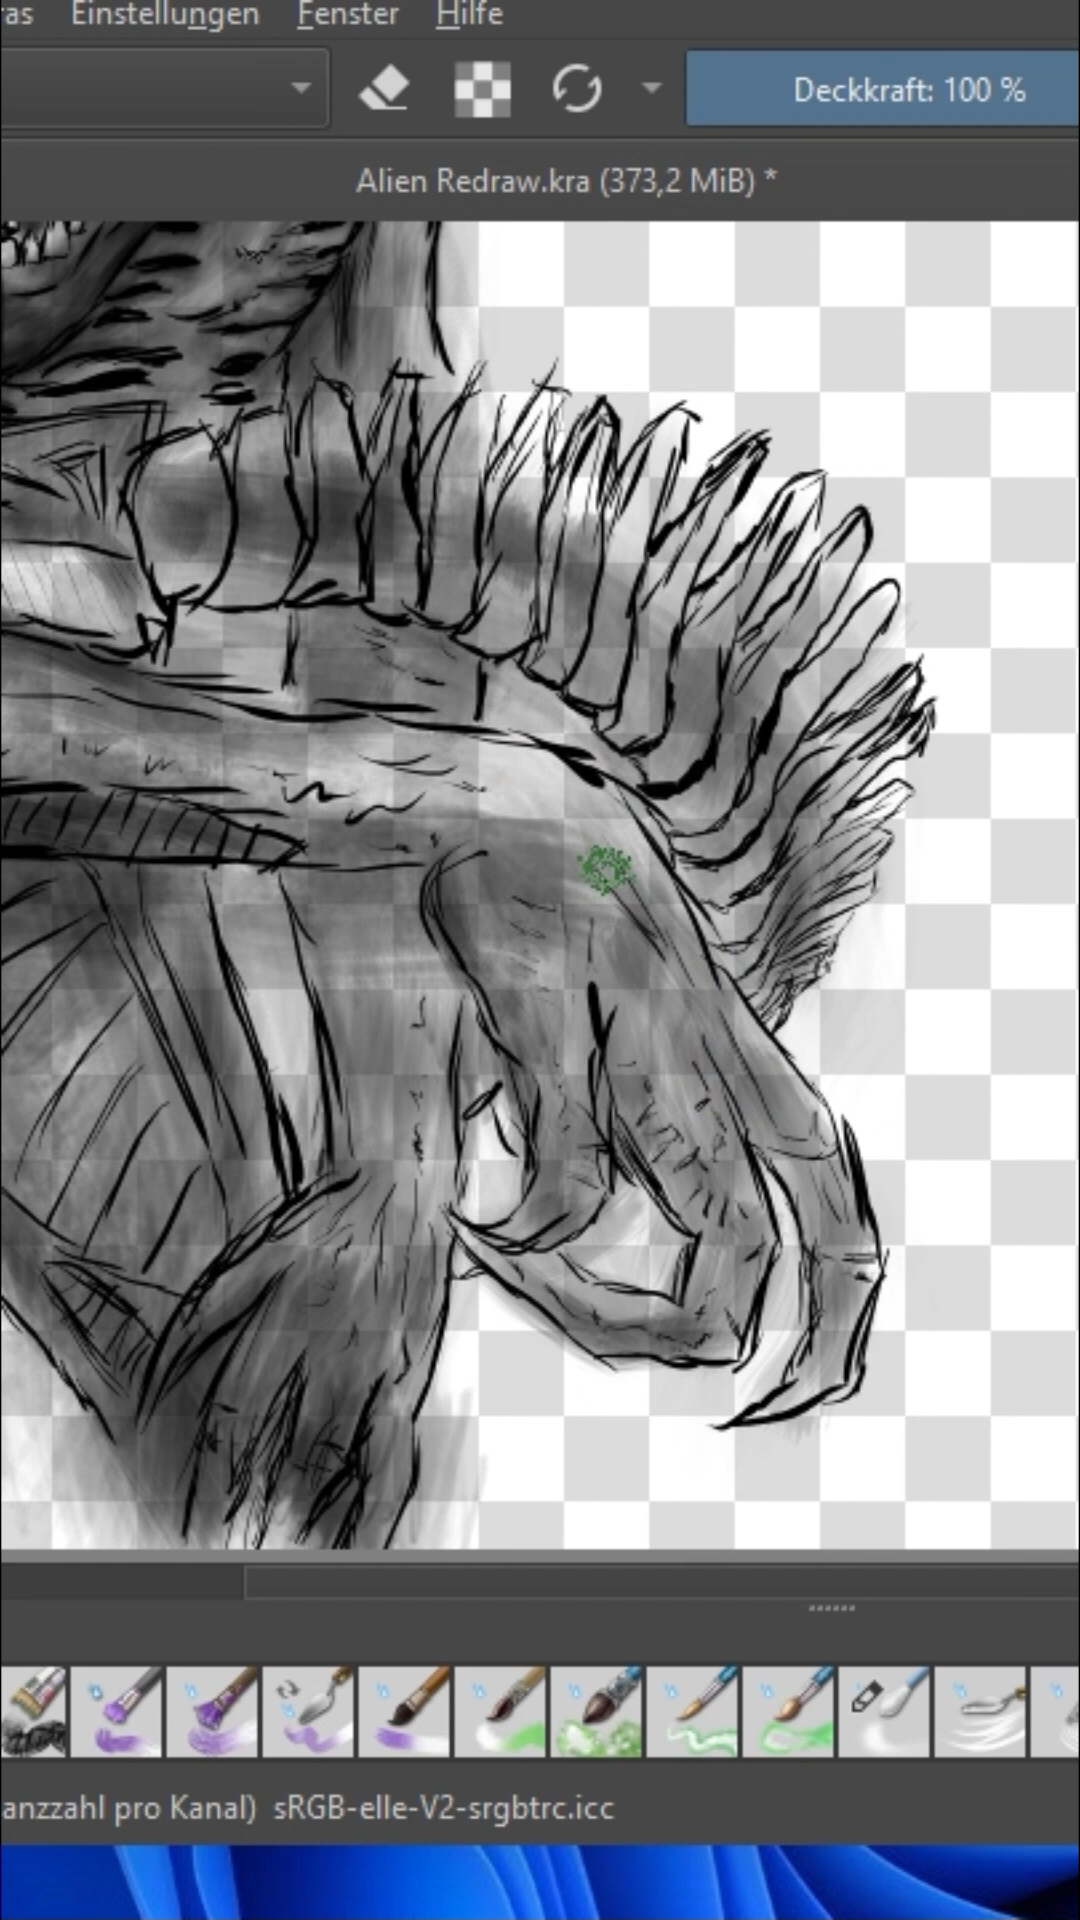 ras Einstellungen Fenster Hilfe
Deckkraft: 100 %
Alien Redraw.kra (373,2 MiB) *
anzzahl pro Kanal) sRGB-elle-V2-srgbtrc.icc